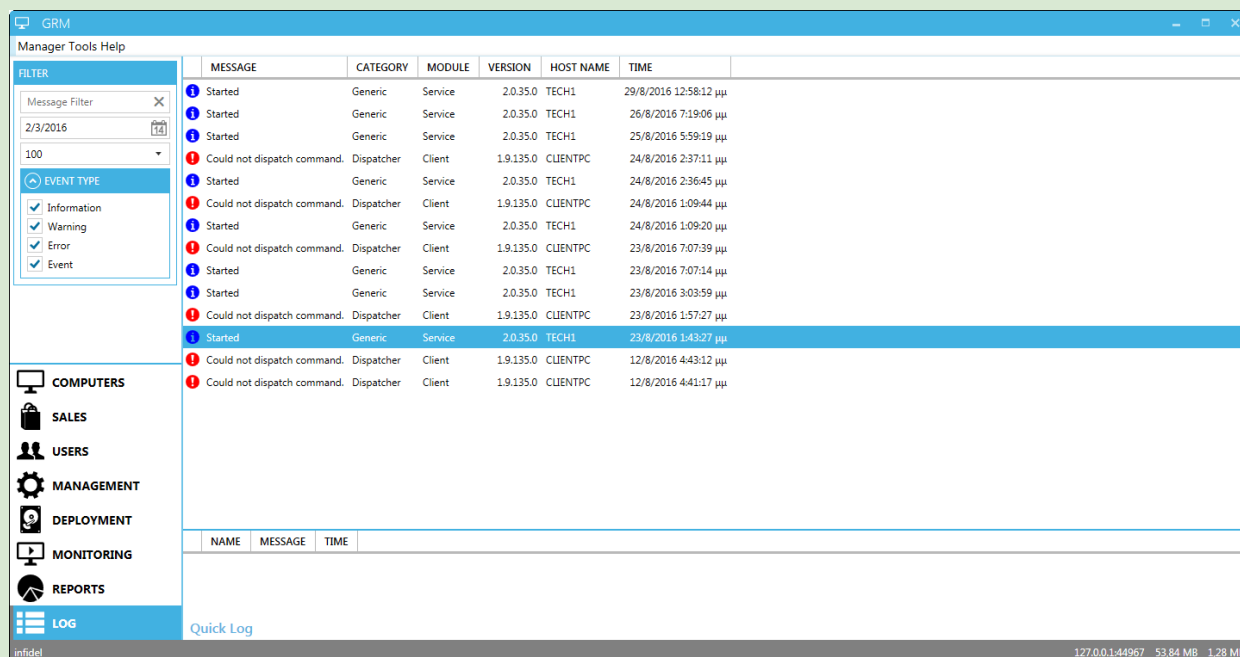 GRM
Manager Tools Help
FILTER
Message Filter
2/3/2016 14
100
EVENT TYPE
Information
Warning
Error
Event
COMPUTERS
SALES
USERS
MANAGEMENT
DEPLOYMENT
MONITORING
REPORTS
LOG
MESSAGE CATEGORY MODULE VERSION HOST NAME TIME
Started Generic Service 2.0.35.0 TECH1 29/8/2016 12:58:12 μμ
Started Generic Service 2.0.35.0 TECH1 26/8/2016 7:19:06 μμ
Started Generic Service 2.0.35.0 TECH1 25/8/2016 5:59:19 μμ
Could not dispatch command. Dispatcher Client 1.9.135.0 CLIENTPC 24/8/2016 2:37:11 μμ
Started Generic Service 2.0.35.0 TECH1 24/8/2016 2:36:45 μμ
Could not dispatch command. Dispatcher Client 1.9.135.0 CLIENTPC 24/8/2016 1:09:44 μμ
Started Generic Service 2.0.35.0 TECH1 24/8/2016 1:09:20 μμ
Could not dispatch command. Dispatcher Client 1.9.135.0 CLIENTPC 23/8/2016 7:07:39 μμ
Started Generic Service 2.0.35.0 TECH1 23/8/2016 7:07:14 μμ
Started Generic Service 2.0.35.0 TECH1 23/8/2016 3:03:59 μμ
Could not dispatch command. Dispatcher Client 1.9.135.0 CLIENTPC 23/8/2016 1:57:27 μμ
Started Generic Service 2.0.35.0 TECH1 23/8/2016 1:43:27 μμ
Could not dispatch command. Dispatcher Client 1.9.135.0 CLIENTPC 12/8/2016 4:43:12 μμ
Could not dispatch command. Dispatcher Client 1.9.135.0 CLIENTPC 12/8/2016 4:41:17 μμ
NAME MESSAGE TIME
Quick Log
infidel 127.0.0.1:44967 53,84 MB 1,28